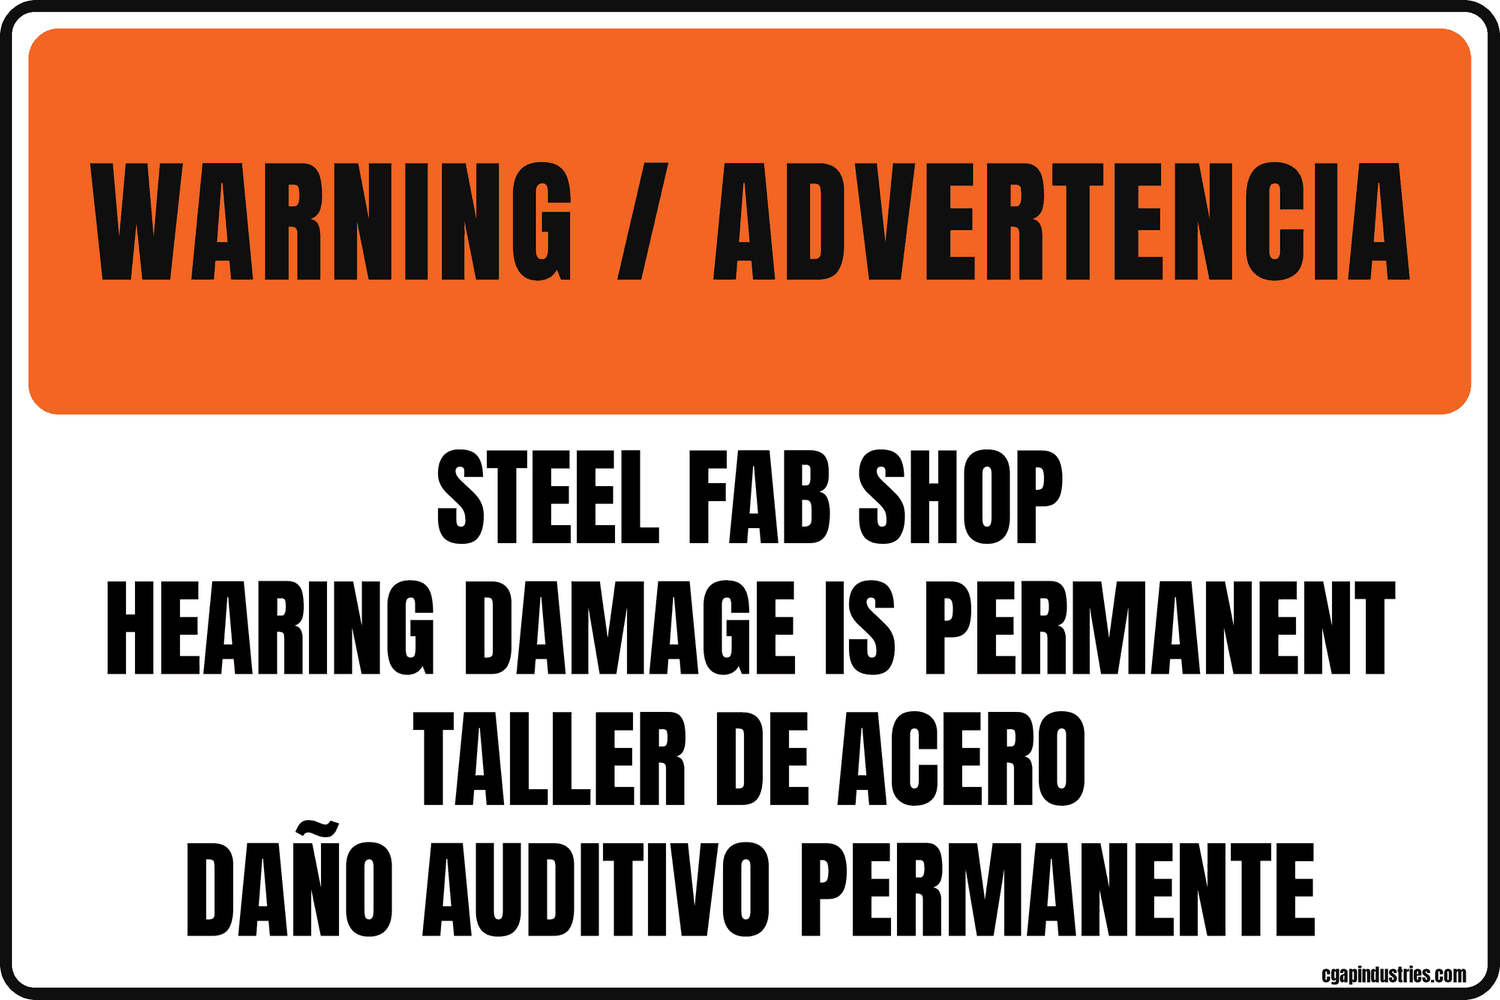 WARNING / ADVERTENCIA
STEEL FAB SHOP
HEARING DAMAGE IS PERMANENT
TALLER DE ACERO
DAÑO AUDITIVO PERMANENTE
cgapindustries.com